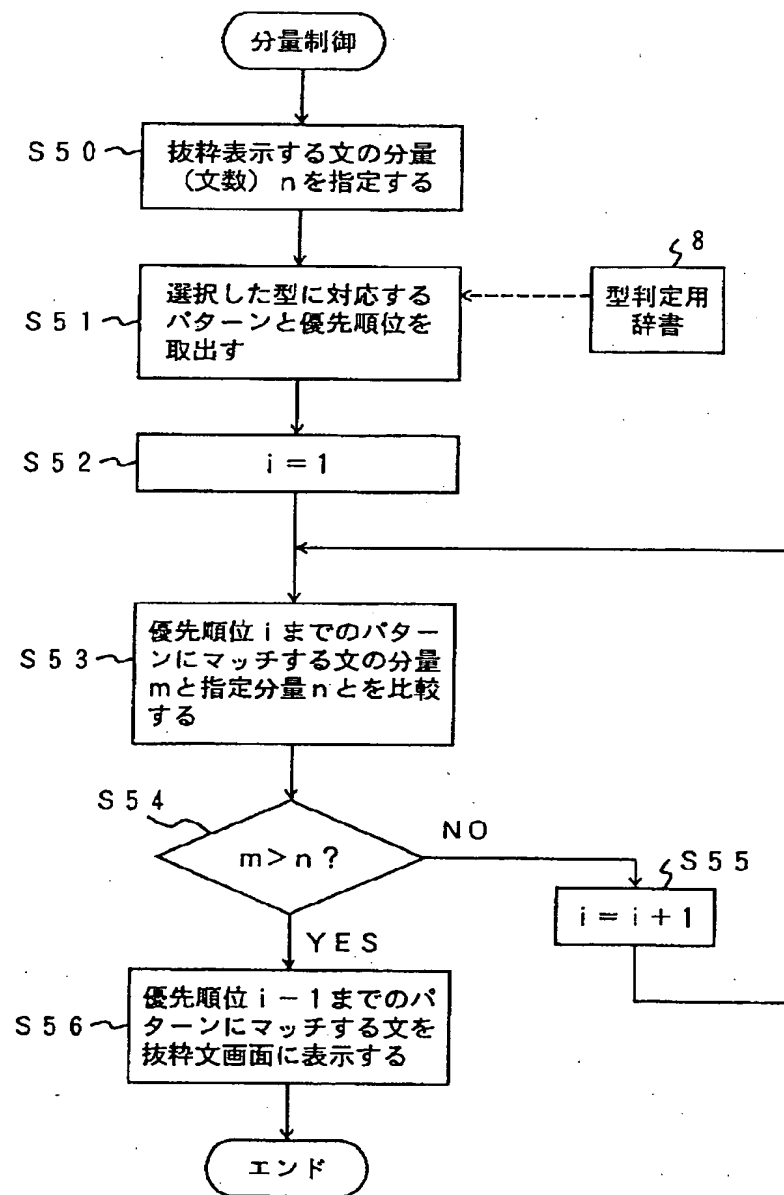 分量制御
S50
抜粋表示する文の分量
（文数）nを指定する
8
S51
選択した型に対応する
パターンと優先順位を
取出す
型判定用
辞書
S52
i=1
S53
優先順位iまでのパター
ンにマッチする文の分量
mと指定分量nとを比較
する
S54
m>n?
NO
S55
i=i+1
YES
S56
優先順位i-1までのパ
ターンにマッチする文を
抜粋文画面に表示する
エンド